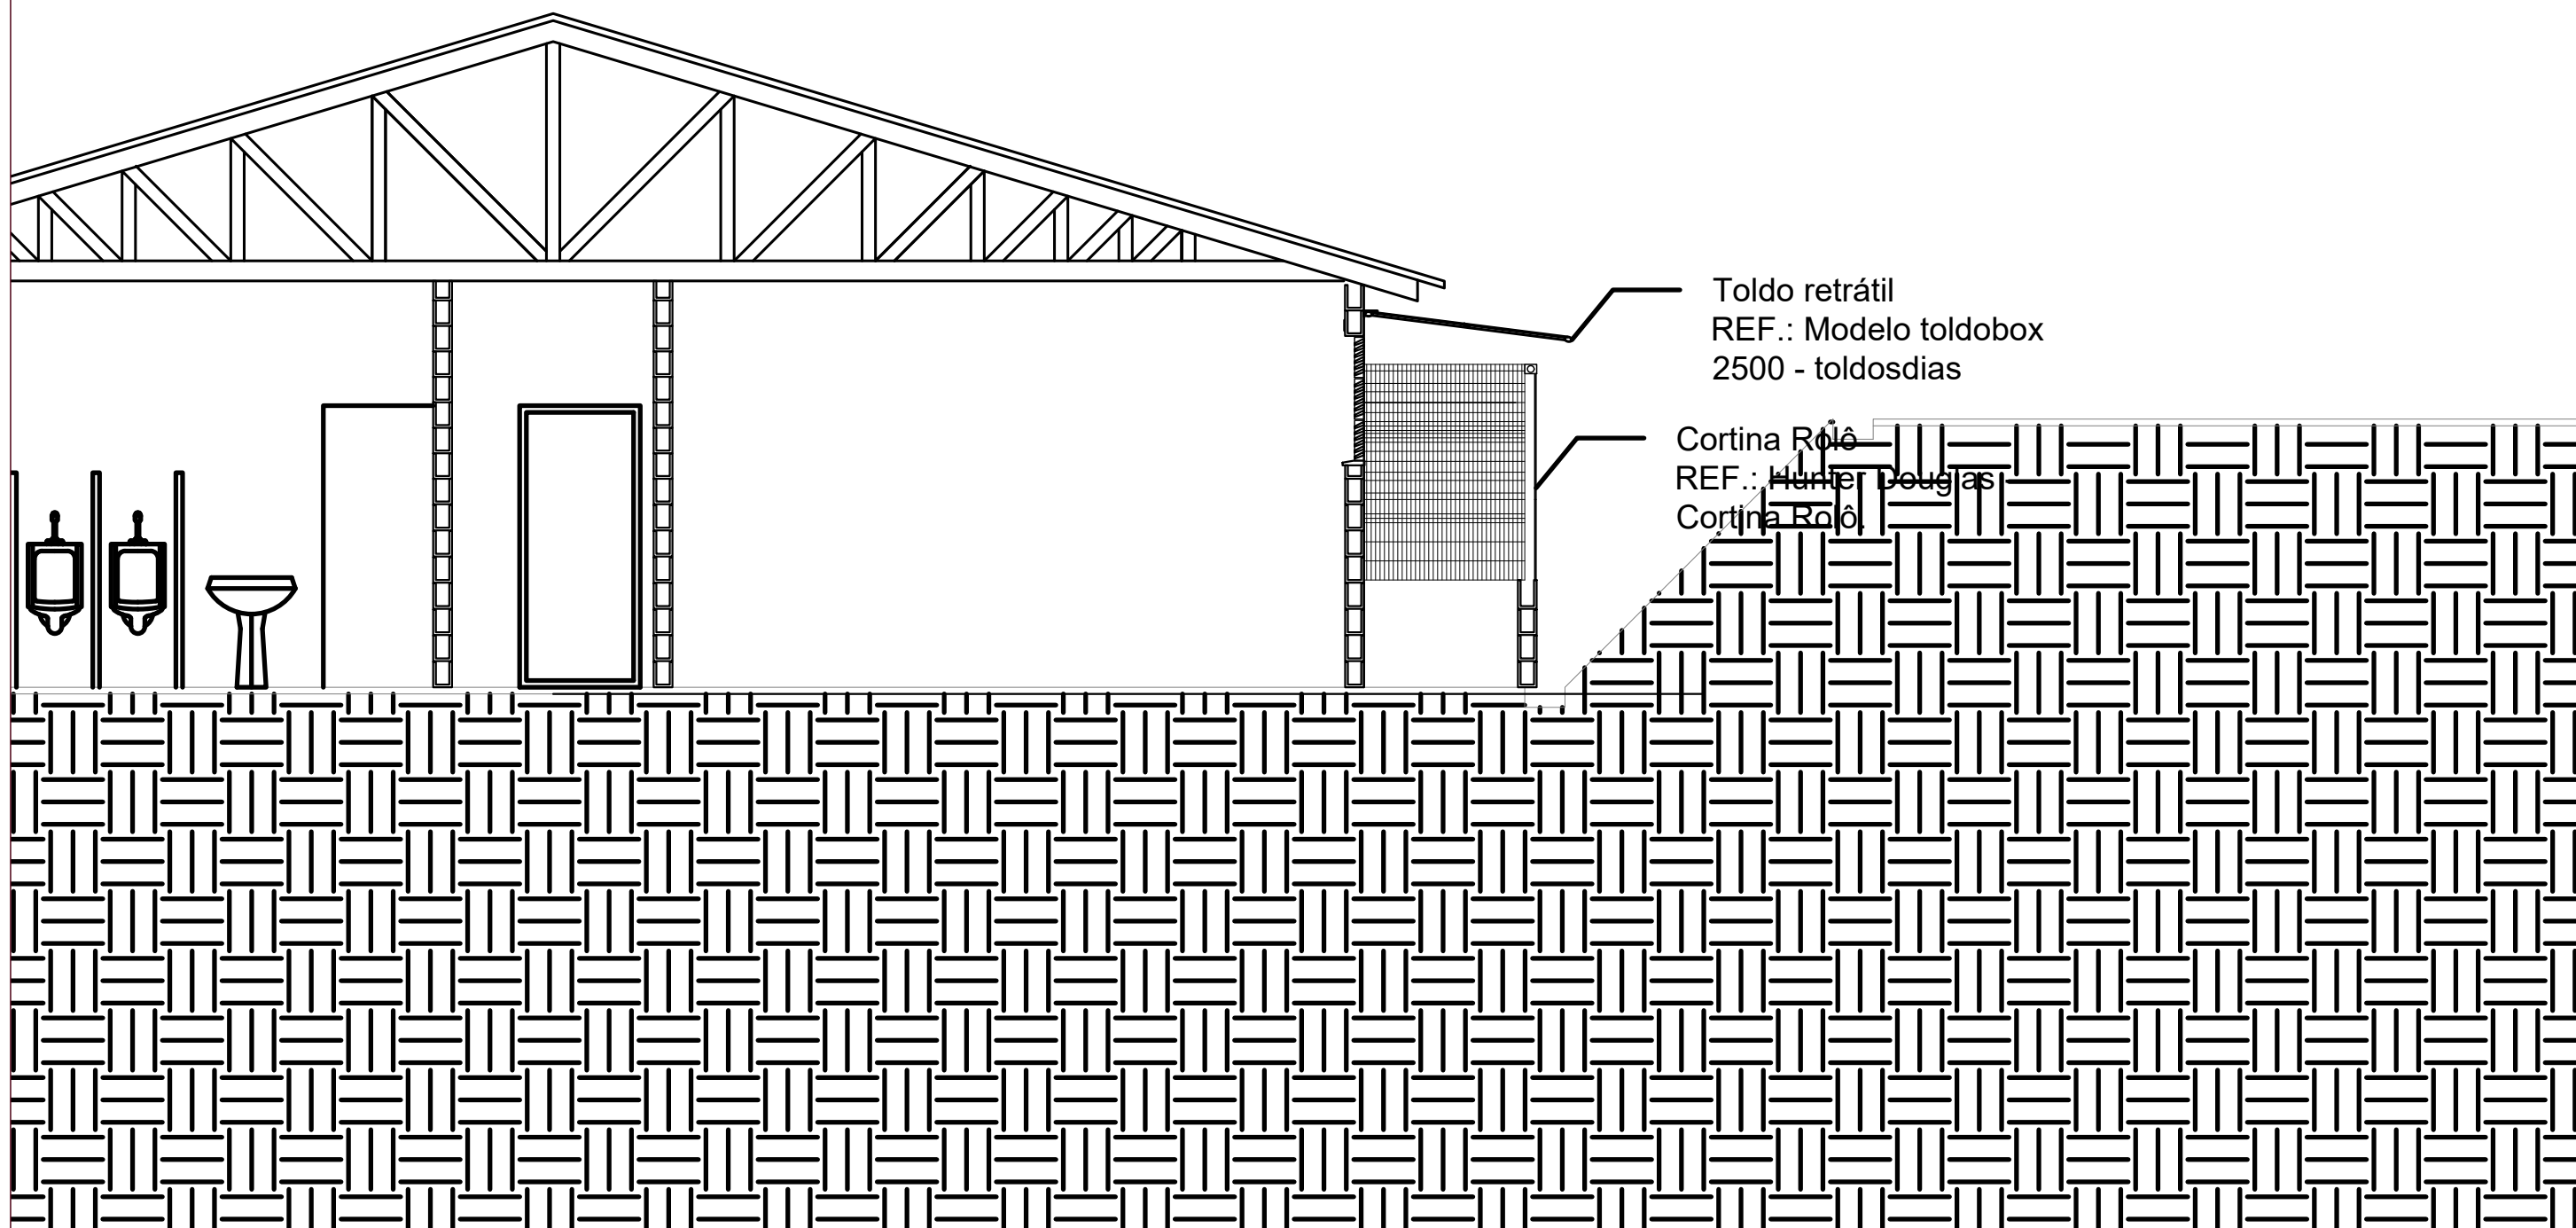 Toldo retrátil
REF.: Modelo toldobox
2500 - toldosdias
Cortina Rolô
REF.: Hunter Douglas
Cortina Rolô.